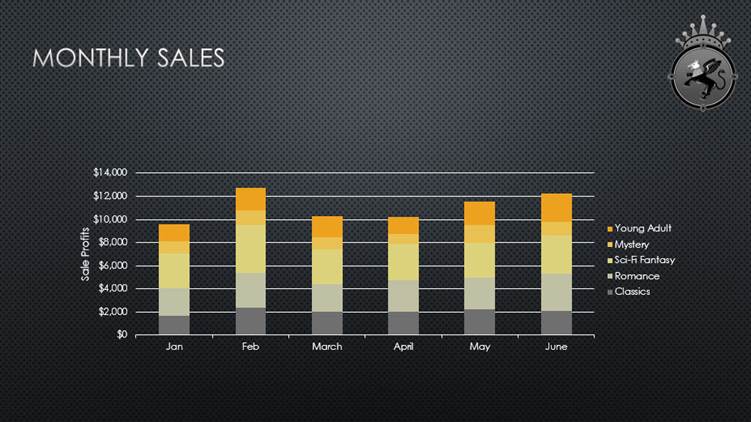 MONTHLY SALES
$14,000
$12,000
$10,000
$8,000
$6,000
$4,000
$2,000
$0
Sale Profits
Jan Feb March April May June
Young Adult
Mystery
Sci-Fi Fantasy
Romance
Classics